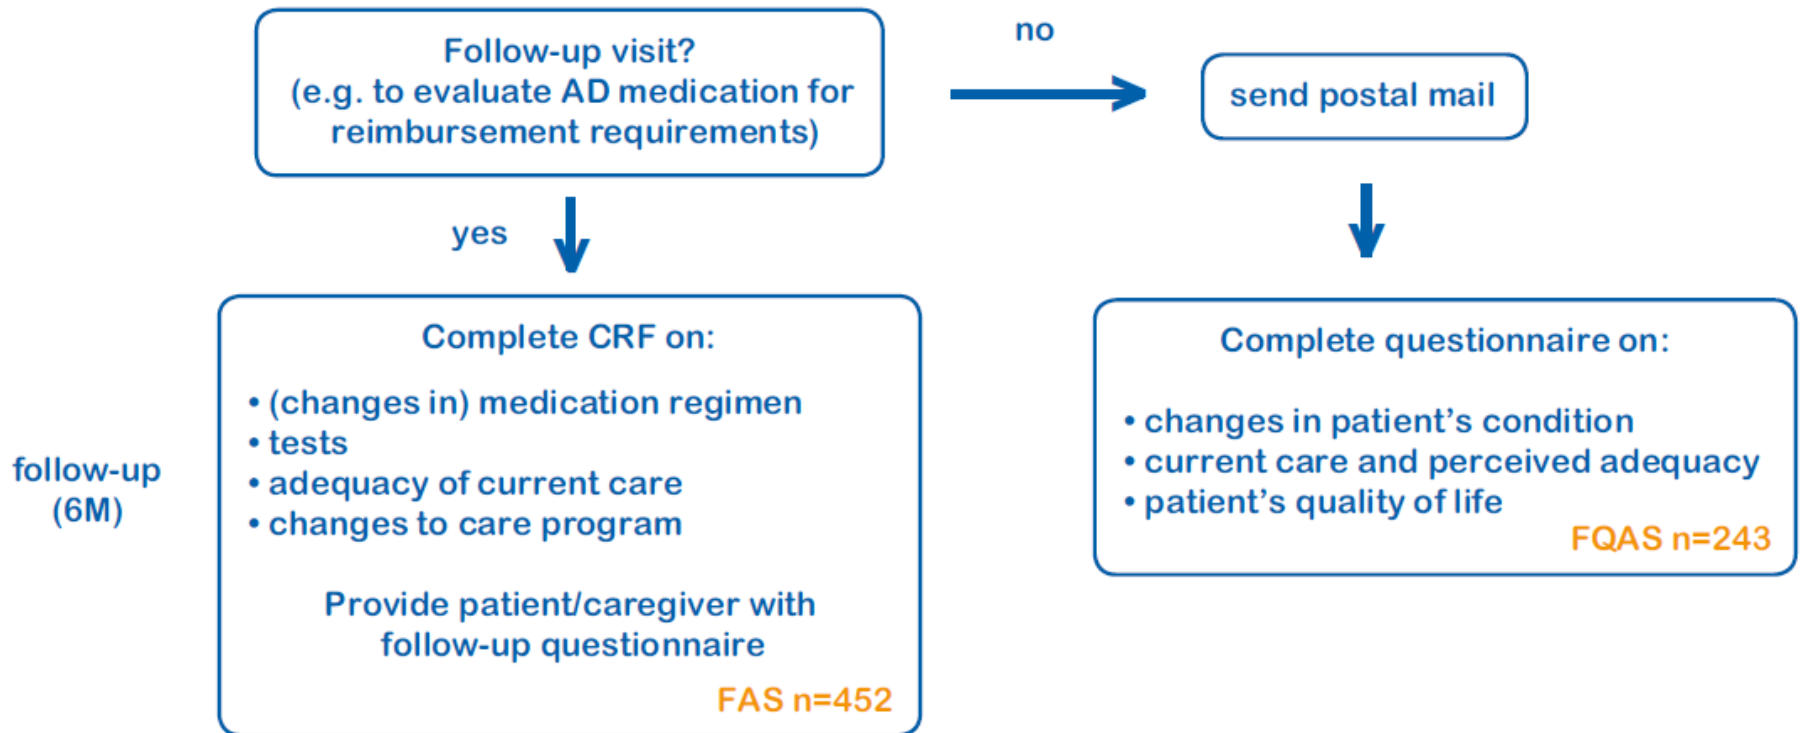 Follow-up visit?
(e.g. to evaluate AD medication for
reimbursement requirements)
no
send postal mail
yes
follow-up
(6M)
Complete CRF on:
• (changes in) medication regimen
• tests
• adequacy of current care
• changes to care program
Provide patient/caregiver with
follow-up questionnaire
FAS n=452
Complete questionnaire on:
• changes in patient’s condition
• current care and perceived adequacy
• patient’s quality of life
FQAS n=243